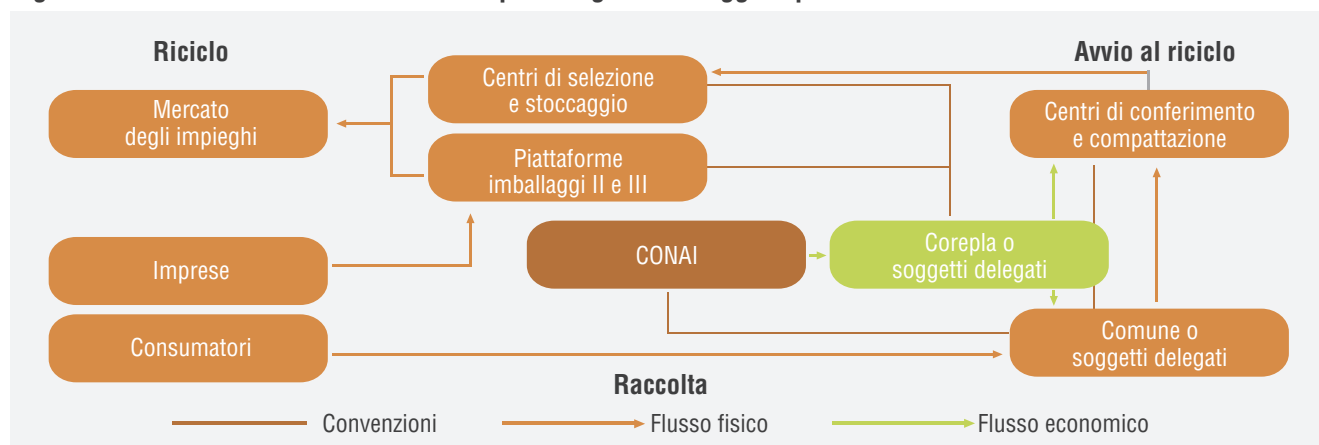 Riciclo
Avvio al riciclo
Centri di selezione
e stoccaggio
Mercato
degli impieghi
Centri di conferimento
e compattazione
Piattaforme
imballaggi II e III
CONAI
Corepla o
soggetti delegati
Imprese
Consumatori
Comune o
soggetti delegati
Raccolta
Convenzioni
Flusso fisico
Flusso economico